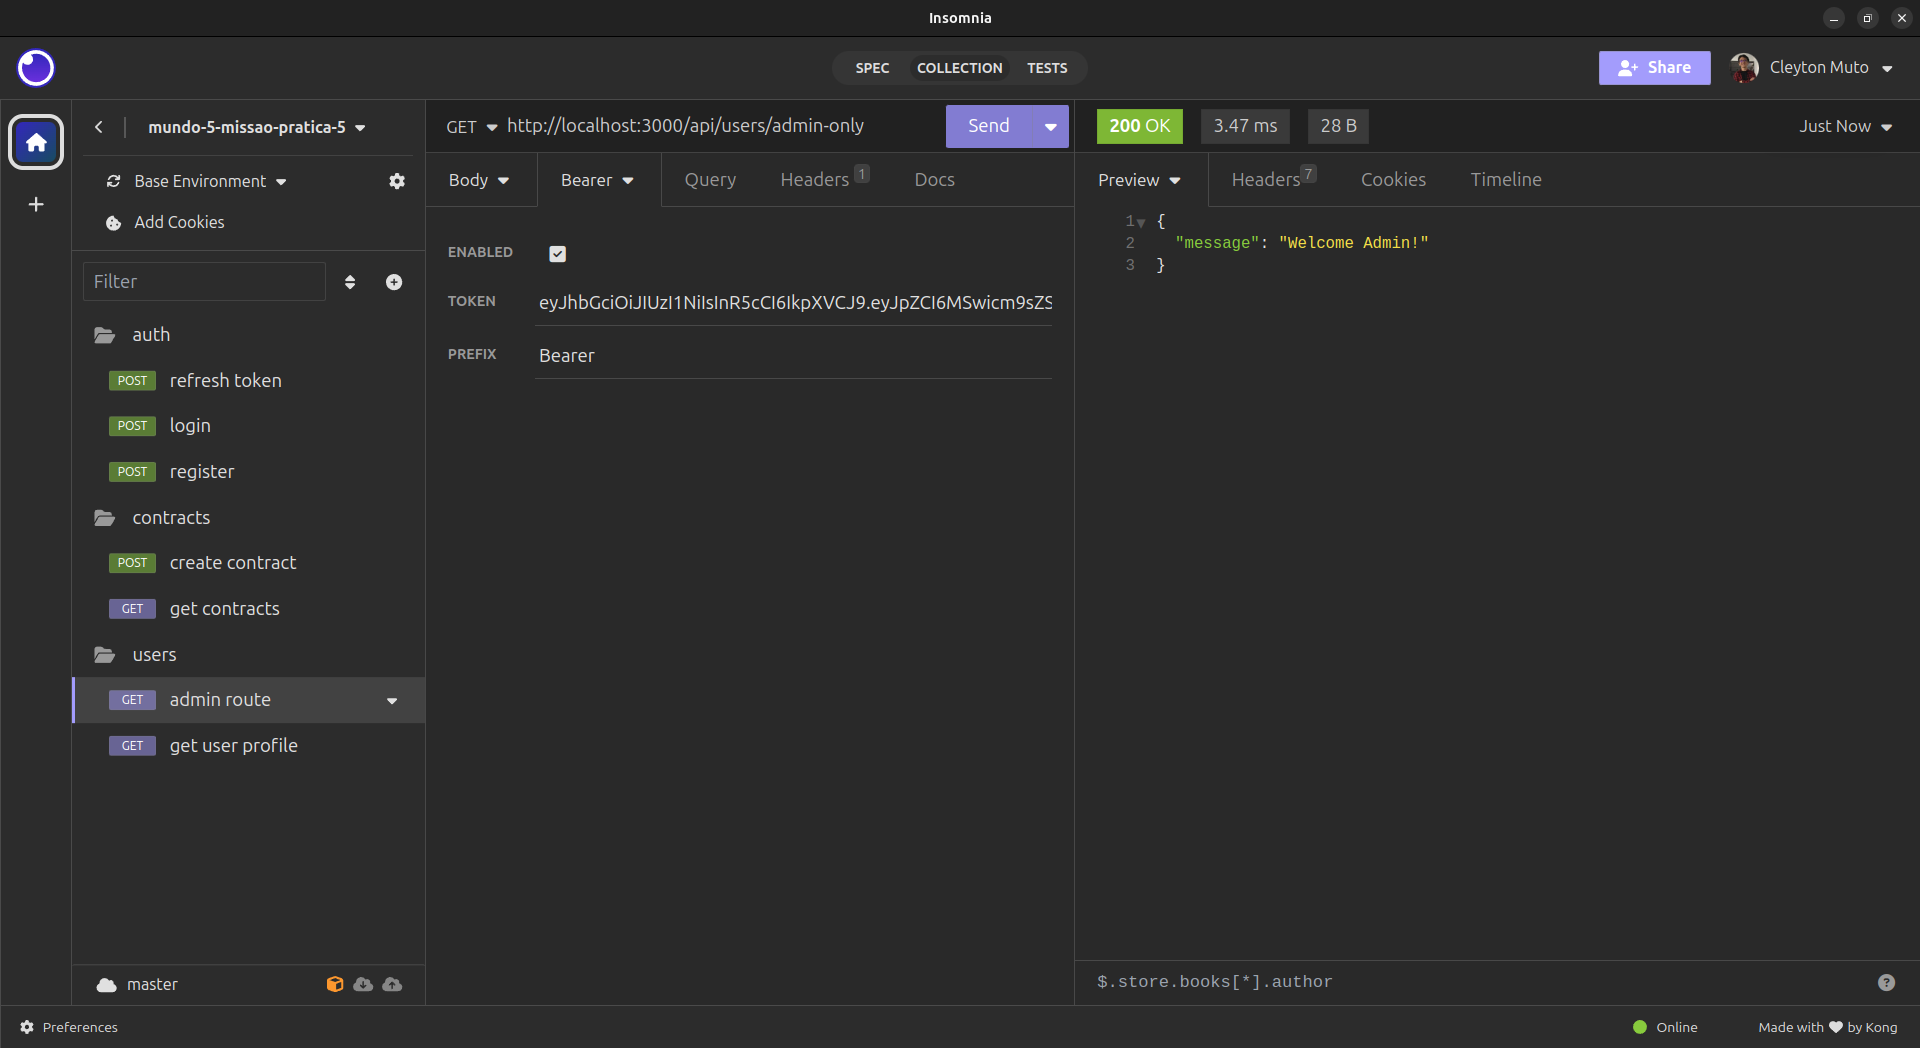 Insomnia
SPEC COLLECTION TESTS
Share
Cleyton Muto
mundo-5-missao-pratica-5
Base Environment
Add Cookies
Filter
auth
POST refresh token
POST login
POST register
contracts
POST create contract
GET get contracts
users
GET admin route
GET get user profile
master
GET http://localhost:3000/api/users/admin-only Send
Body Bearer Query Headers 1 Docs
ENABLED
TOKEN eyJhbGciOiJIUzI1NiIsInR5cCI6IkpXVCJ9.eyJpZCI6MSwicm9sZS
PREFIX Bearer
200 OK 3.47 ms 28 B Just Now
Preview Headers 7 Cookies Timeline
1 {
2 "message": "Welcome Admin!"
3 }
$.store.books[*].author ?
Preferences
Online
Made with ♥ by Kong